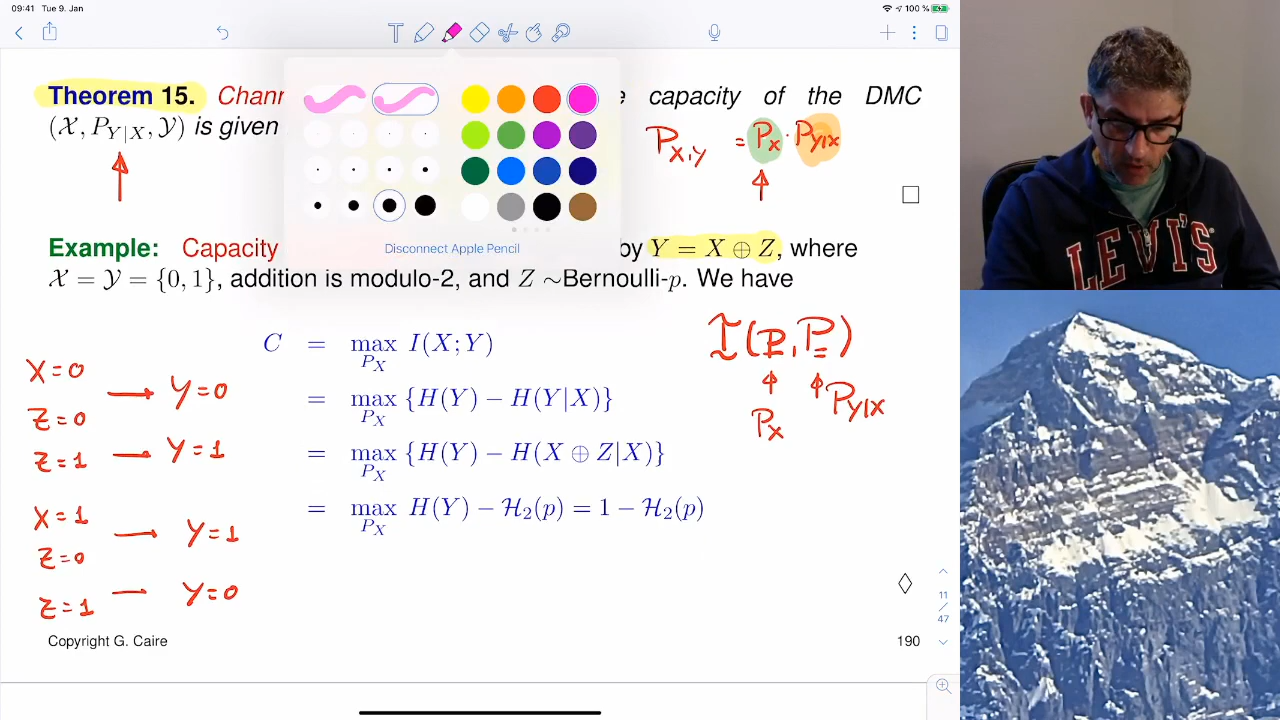 09:41 Tue 9. Jan
100 %
Theorem 15. Chann e capacity of the DMC
(𝒳, P_{Y|X}, 𝒴) is given
P_{X,Y} = P_X · P_{Y|X}
Disconnect Apple Pencil
Example: Capacity by Y = X ⊕ Z, where
𝒳 = 𝒴 = {0, 1}, addition is modulo-2, and Z ∼Bernoulli-p. We have
C = max_{P_X} I(X; Y)
= max_{P_X} {H(Y) − H(Y|X)}
= max_{P_X} {H(Y) − H(X ⊕ Z|X)}
= max_{P_X} H(Y) − ℋ₂(p) = 1 − ℋ₂(p)
X=0
Z=0 → Y=0
Z=1 → Y=1
X=1
Z=0 → Y=1
Z=1 — Y=0
I(P, P)
P_X
P_{Y|X}
LEVI'S
11
/
47
Copyright G. Caire
190